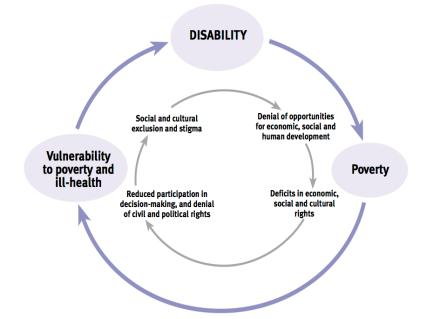 DISABILITY
Social and cultural
exclusion and stigma
Denial of opportunities
for economic, social and
human development
Vulnerability
to poverty and
ill-health
Poverty
Reduced participation in
decision-making, and denial
of civil and political rights
Deficits in economic,
social and cultural
rights